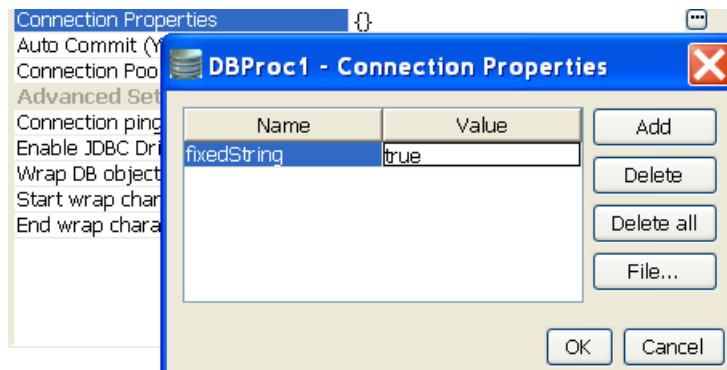 Connection Properties {}
Auto Commit (Y
Connection Poo
DBProc1 - Connection Properties
Advanced Set
Connection ping
Name Value Add
Enable JDBC Dri
fixedString true
Wrap DB object
Delete
Start wrap char
End wrap chara
Delete all
File...
OK Cancel